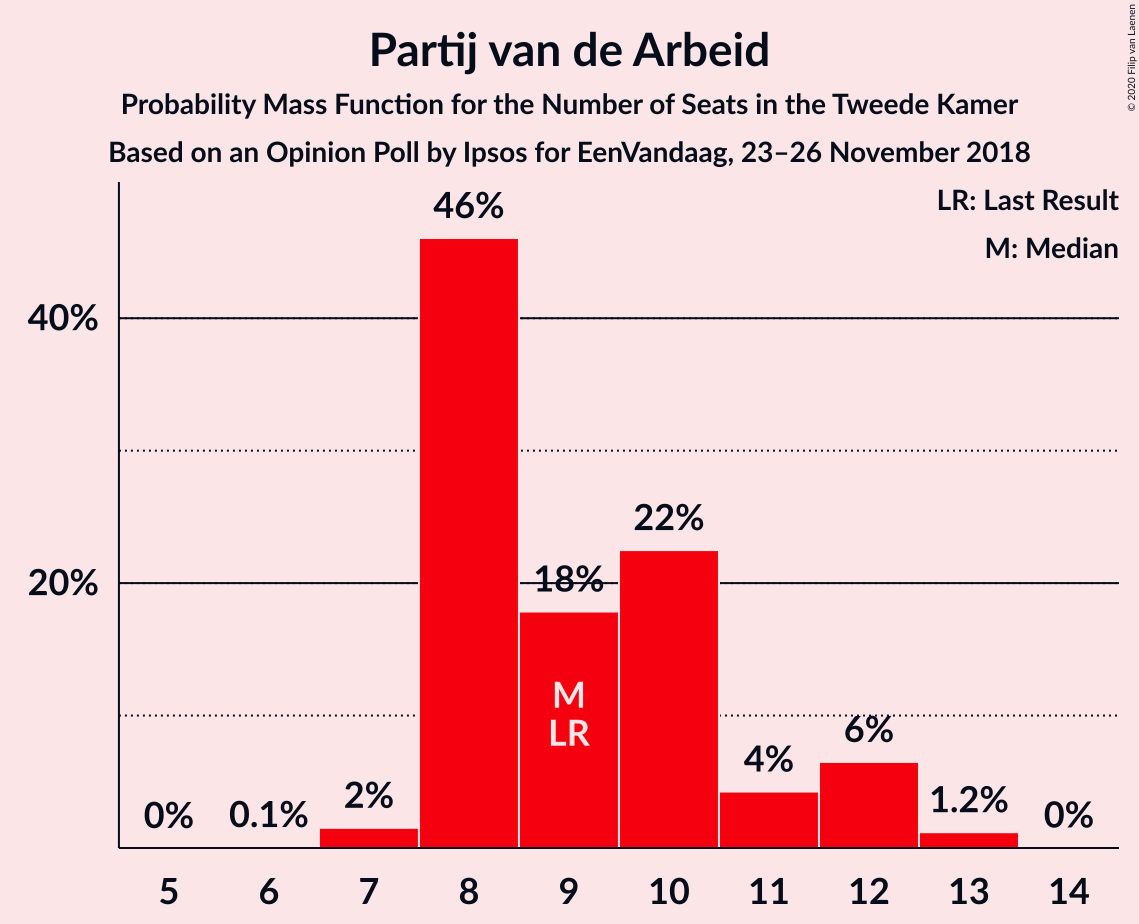 Partij van de Arbeid
Probability Mass Function for the Number of Seats in the Tweede Kamer
Based on an Opinion Poll by Ipsos for EenVandaag, 23–26 November 2018
© 2020 Filip van Laenen
LR: Last Result
M: Median
46%
40%
22%
20%
18%
M
LR
6%
4%
2%
1.2%
0%
0.1%
0%
5 6 7 8 9 10 11 12 13 14